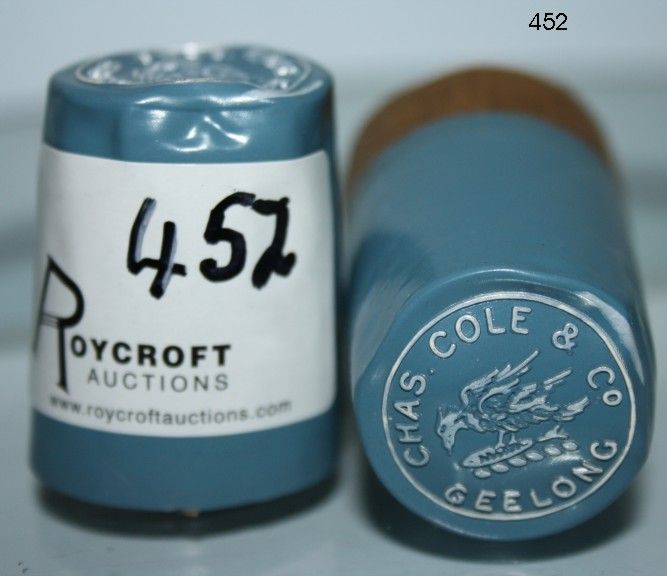 452
452
ROYCROFT
AUCTIONS
www.roycroftauctions.com
CHAS. COLE & Co
GEELONG